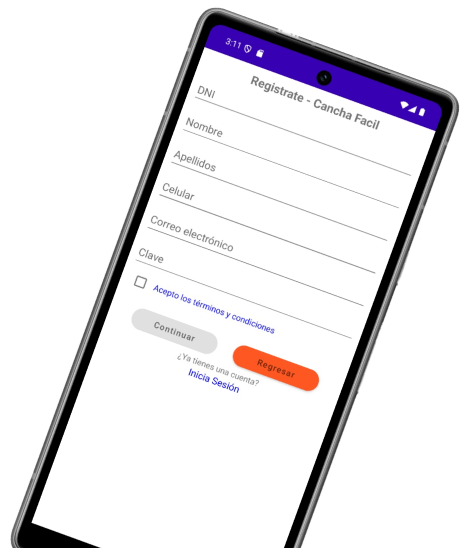 3:11
Registrate - Cancha Facil
DNI
Nombre
Apellidos
Celular
Correo electrónico
Clave
Acepto los términos y condiciones
Continuar
Regresar
¿Ya tienes una cuenta?
Inicia Sesión